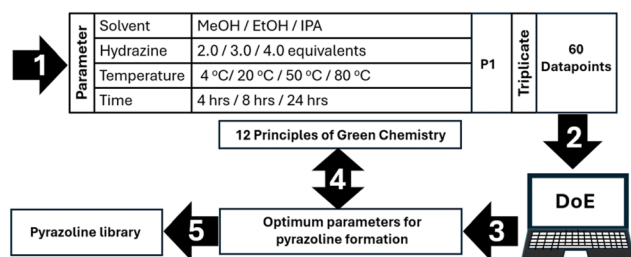 1
Parameter
Solvent MeOH / EtOH / IPA
Hydrazine 2.0 / 3.0 / 4.0 equivalents
Temperature 4 ºC/ 20 ºC / 50 ºC / 80 ºC
Time 4 hrs / 8 hrs / 24 hrs
P1
Triplicate
60
Datapoints
2
12 Principles of Green Chemistry
4
DoE
Pyrazoline library
5
Optimum parameters for
pyrazoline formation
3